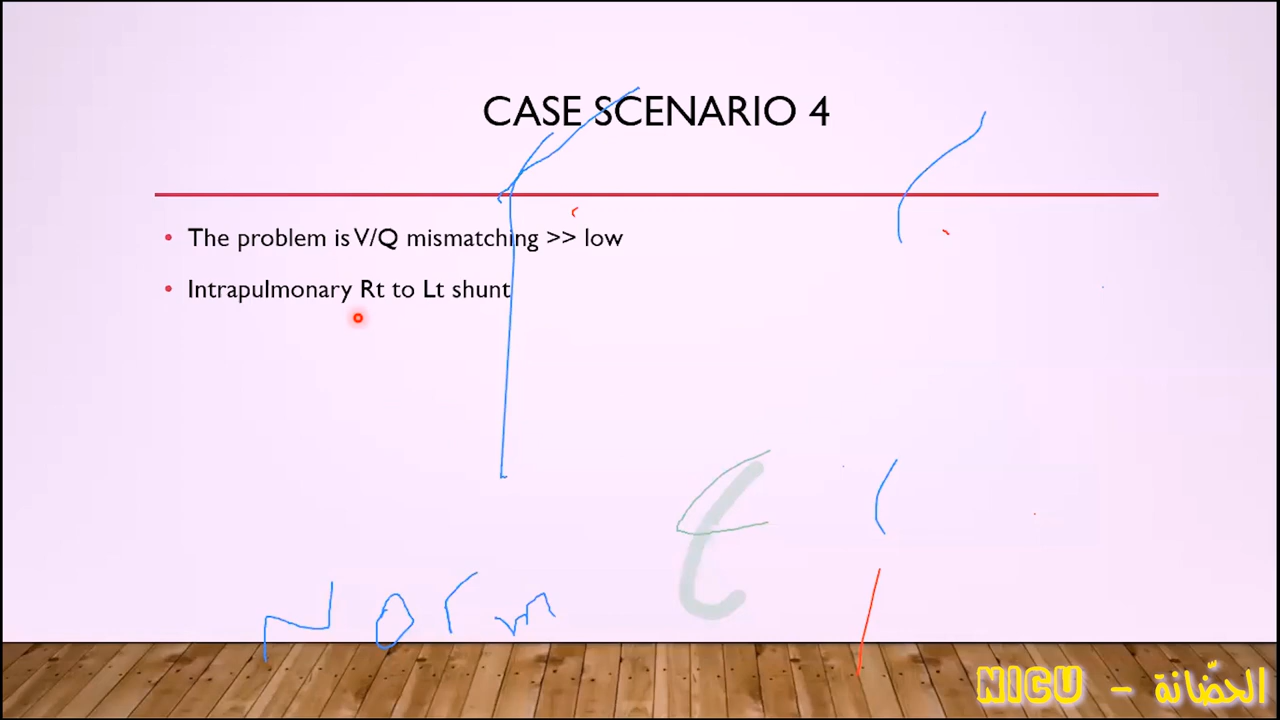 CASE SCENARIO 4
• The problem is V/Q mismatching >> low
• Intrapulmonary Rt to Lt shunt
Norm
NICU - الحضّانة